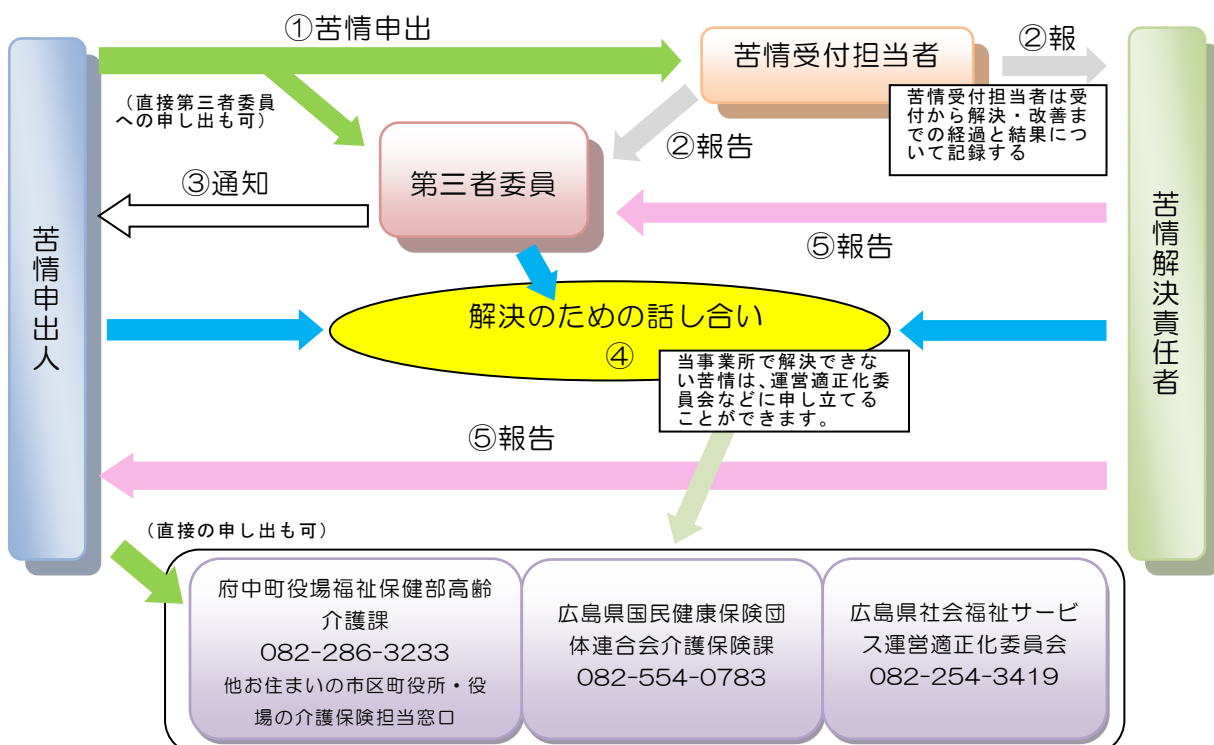 ①苦情申出
苦情受付担当者
②報
（直接第三者委員
への申し出も可）
苦情受付担当者は受
付から解決・改善ま
での経過と結果につ
いて記録する
②報告
第三者委員
③通知
⑤報告
苦情申出人
苦情解決責任者
解決のための話し合い
④
当事業所で解決できな
い苦情は、運営適正化委
員会などに申し立てる
ことができます。
⑤報告
（直接の申し出も可）
府中町役場福祉保健部高齢
介護課
082-286-3233
他お住まいの市区町役所・役
場の介護保険担当窓口
広島県国民健康保険団
体連合会介護保険課
082-554-0783
広島県社会福祉サービ
ス運営適正化委員会
082-254-3419